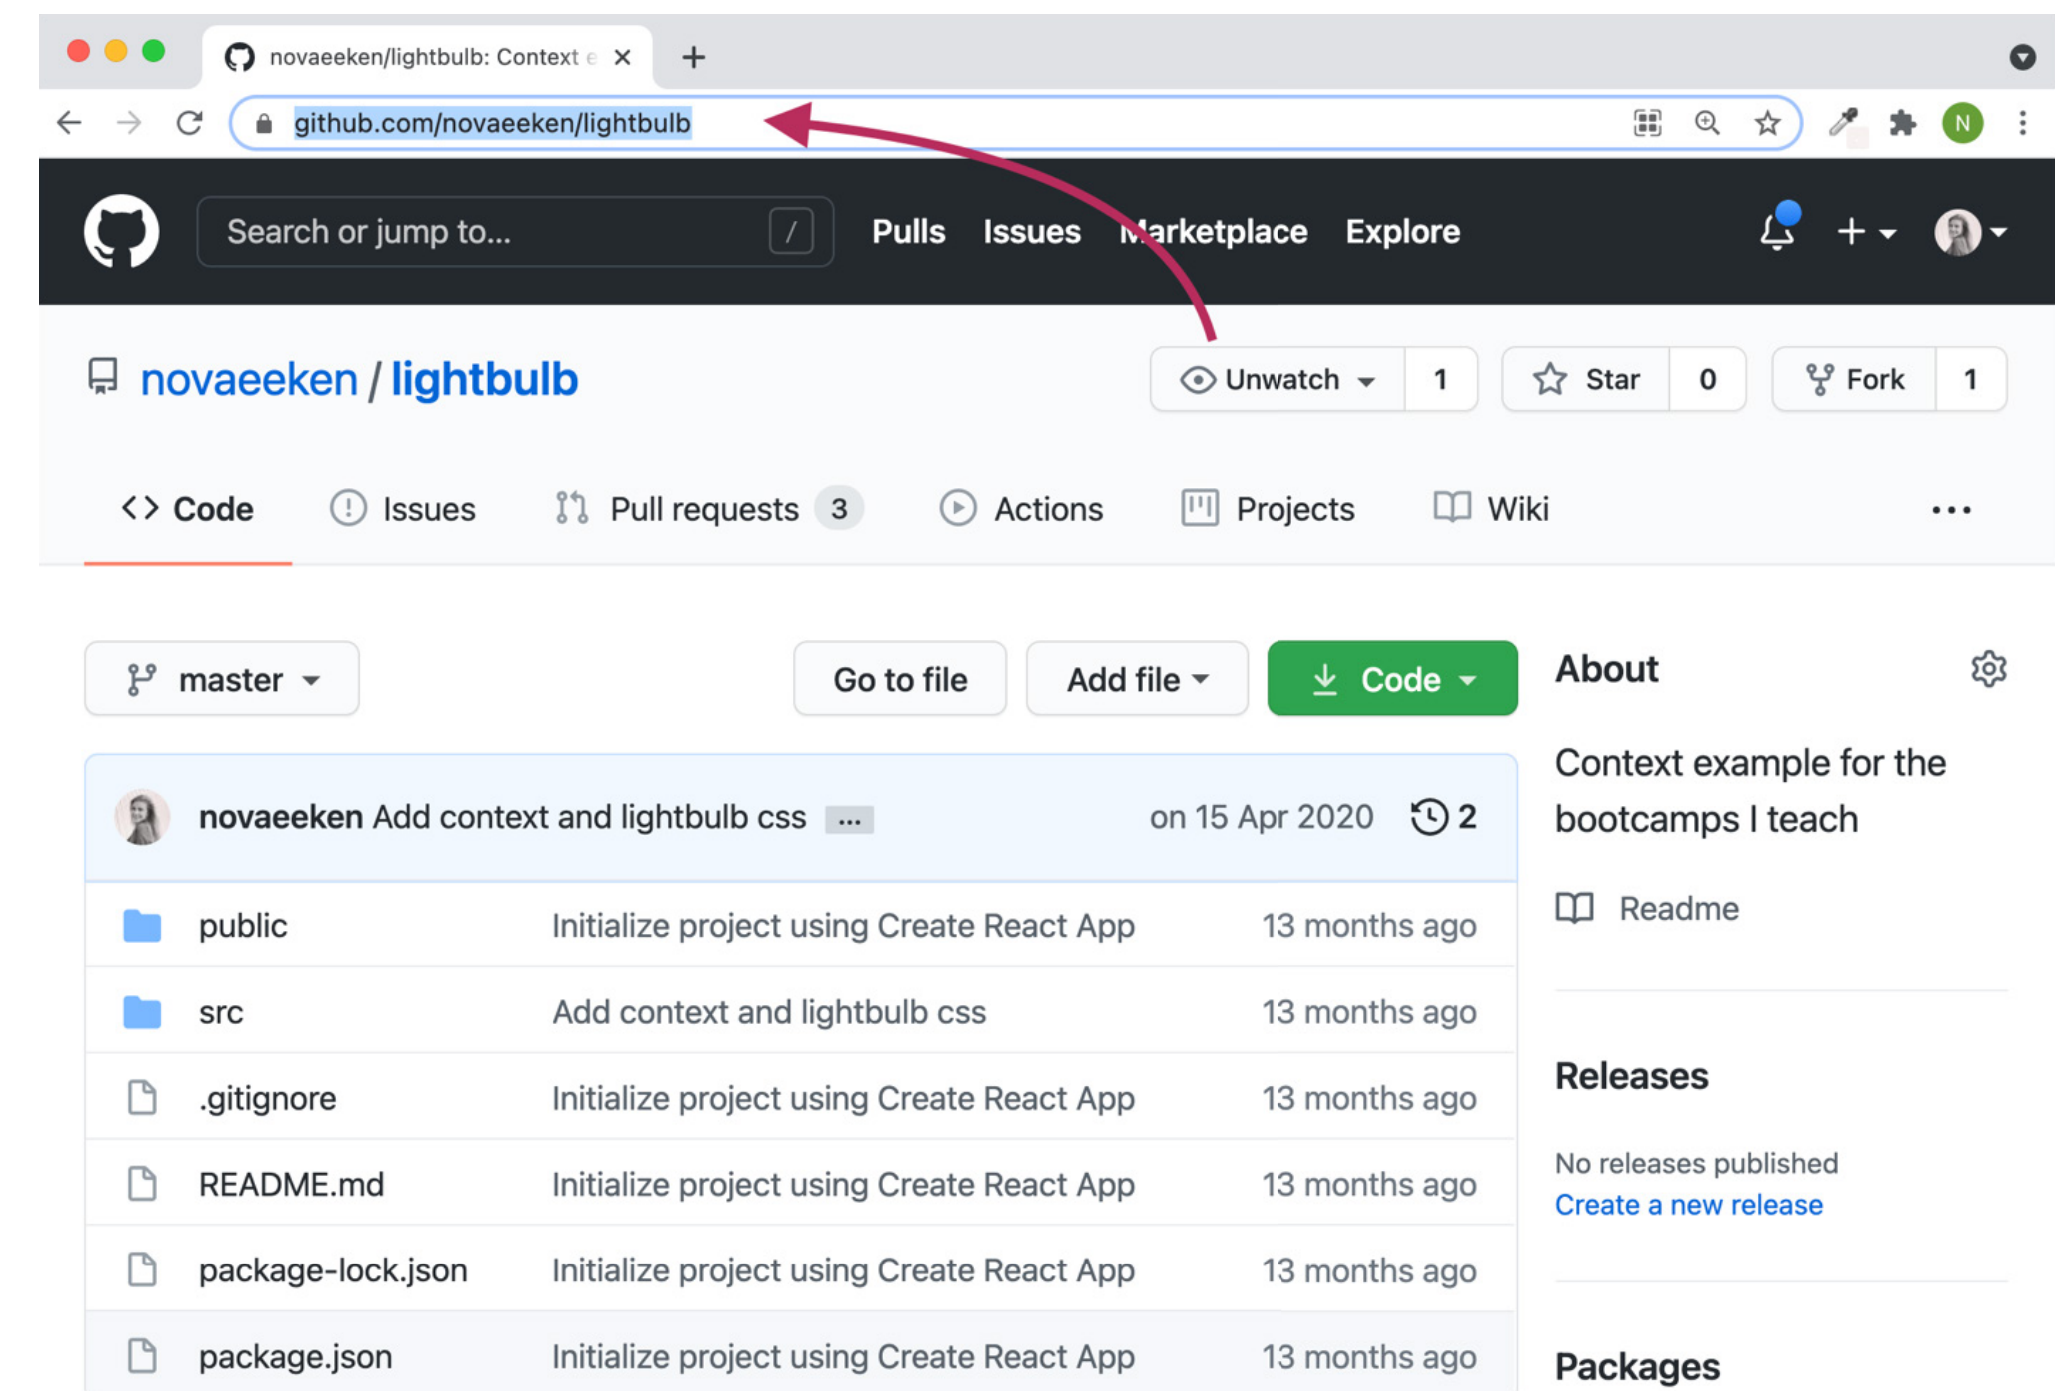 novaeeken/lightbulb: Context e
github.com/novaeeken/lightbulb
N
Search or jump to... /
Pulls Issues Marketplace Explore
novaeeken / lightbulb
Unwatch 1 Star 0 Fork 1
Code Issues Pull requests 3 Actions Projects Wiki
master Go to file Add file Code
About
Context example for the
bootcamps I teach
Readme
Releases
No releases published
Create a new release
Packages
novaeeken Add context and lightbulb css ... on 15 Apr 2020 2
public Initialize project using Create React App 13 months ago
src Add context and lightbulb css 13 months ago
.gitignore Initialize project using Create React App 13 months ago
README.md Initialize project using Create React App 13 months ago
package-lock.json Initialize project using Create React App 13 months ago
package.json Initialize project using Create React App 13 months ago